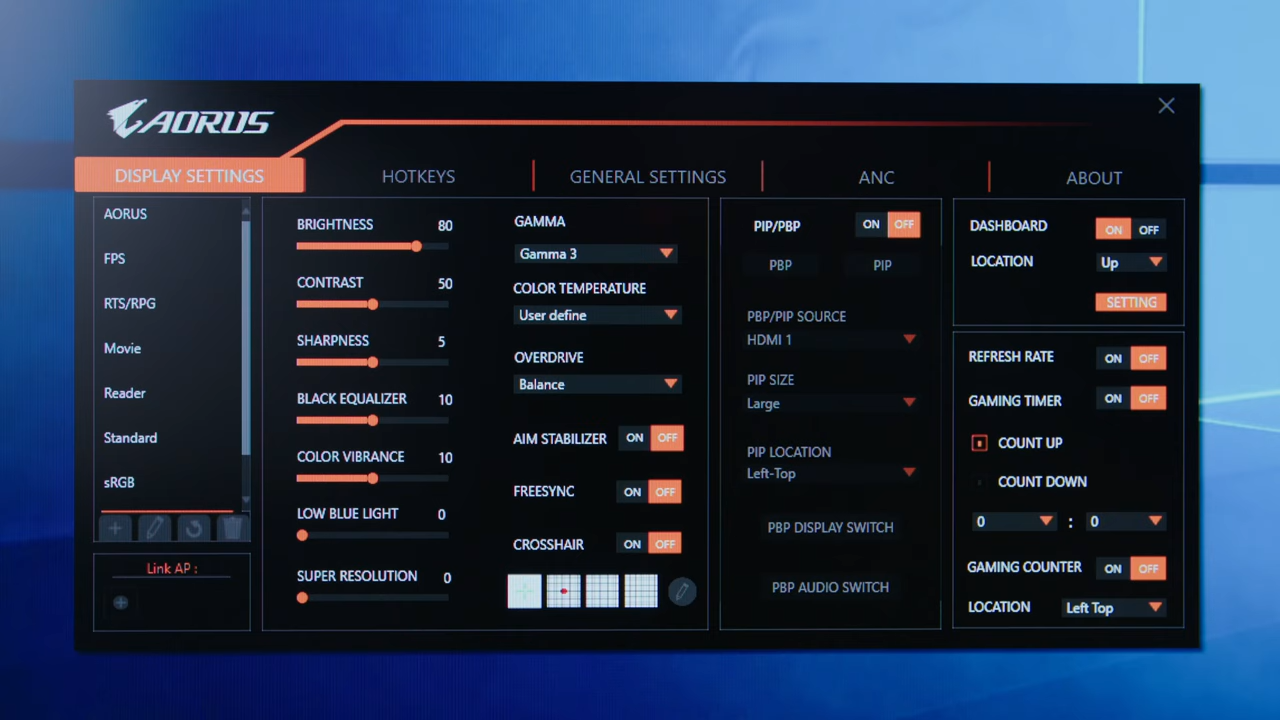 AORUS
DISPLAY SETTINGS
HOTKEYS
GENERAL SETTINGS
ANC
ABOUT
AORUS
FPS
RTS/RPG
Movie
Reader
Standard
sRGB
Link AP :
BRIGHTNESS 80
CONTRAST 50
SHARPNESS 5
BLACK EQUALIZER 10
COLOR VIBRANCE 10
LOW BLUE LIGHT 0
SUPER RESOLUTION 0
GAMMA
Gamma 3
COLOR TEMPERATURE
User define
OVERDRIVE
Balance
AIM STABILIZER ON OFF
FREESYNC ON OFF
CROSSHAIR ON OFF
PIP/PBP ON OFF
PBP PIP
PBP/PIP SOURCE
HDMI 1
PIP SIZE
Large
PIP LOCATION
Left-Top
PBP DISPLAY SWITCH
PBP AUDIO SWITCH
DASHBOARD ON OFF
LOCATION Up
SETTING
REFRESH RATE ON OFF
GAMING TIMER ON OFF
COUNT UP
COUNT DOWN
0 : 0
GAMING COUNTER ON OFF
LOCATION Left Top